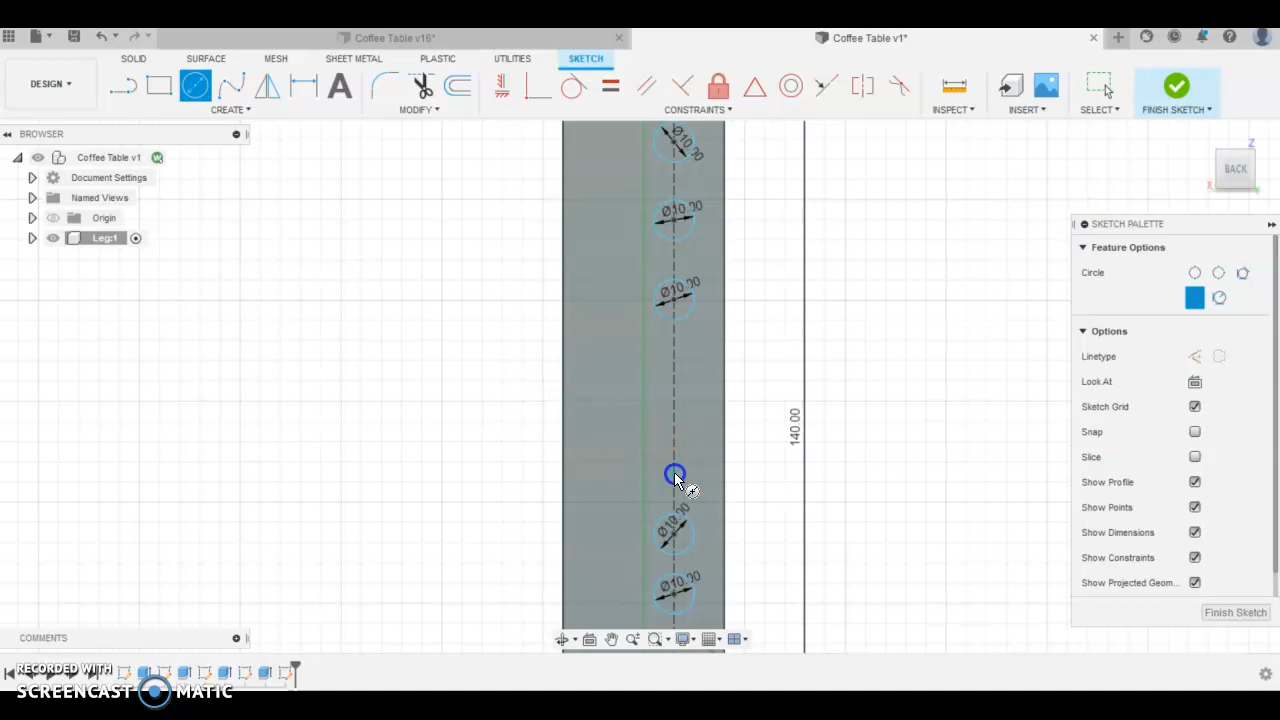 Coffee Table v16*
Coffee Table v1*
DESIGN
SOLID SURFACE MESH SHEET METAL PLASTIC UTILITIES SKETCH
CREATE MODIFY CONSTRAINTS INSPECT INSERT SELECT FINISH SKETCH
BROWSER
Coffee Table v1
Document Settings
Named Views
Origin
Leg:1
Z
BACK
X
Ø10.00
Ø10.00
Ø10.00
140.00
Ø10.00
Ø10.00
SKETCH PALETTE
Feature Options
Circle
Options
Linetype
Look At
Sketch Grid
Snap
Slice
Show Profile
Show Points
Show Dimensions
Show Constraints
Show Projected Geom...
Finish Sketch
COMMENTS
RECORDED WITH
SCREENCAST MATIC